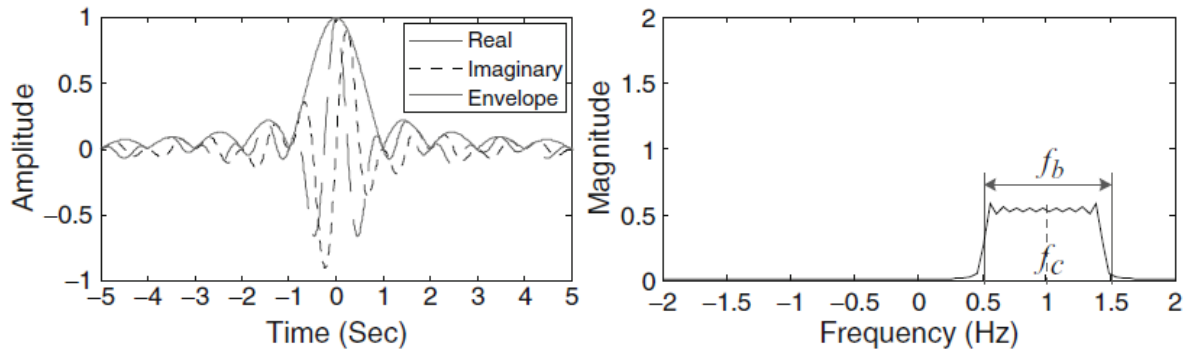 1
0.5
0
−0.5
−1
Amplitude
Real
Imaginary
Envelope
−5 −4 −3 −2 −1 0 1 2 3 4 5
Time (Sec)
2
1.5
1
0.5
0
Magnitude
f_b
f_c
−2 −1 −1 −0.5 0 0.5 1 1.5 2
Frequency (Hz)